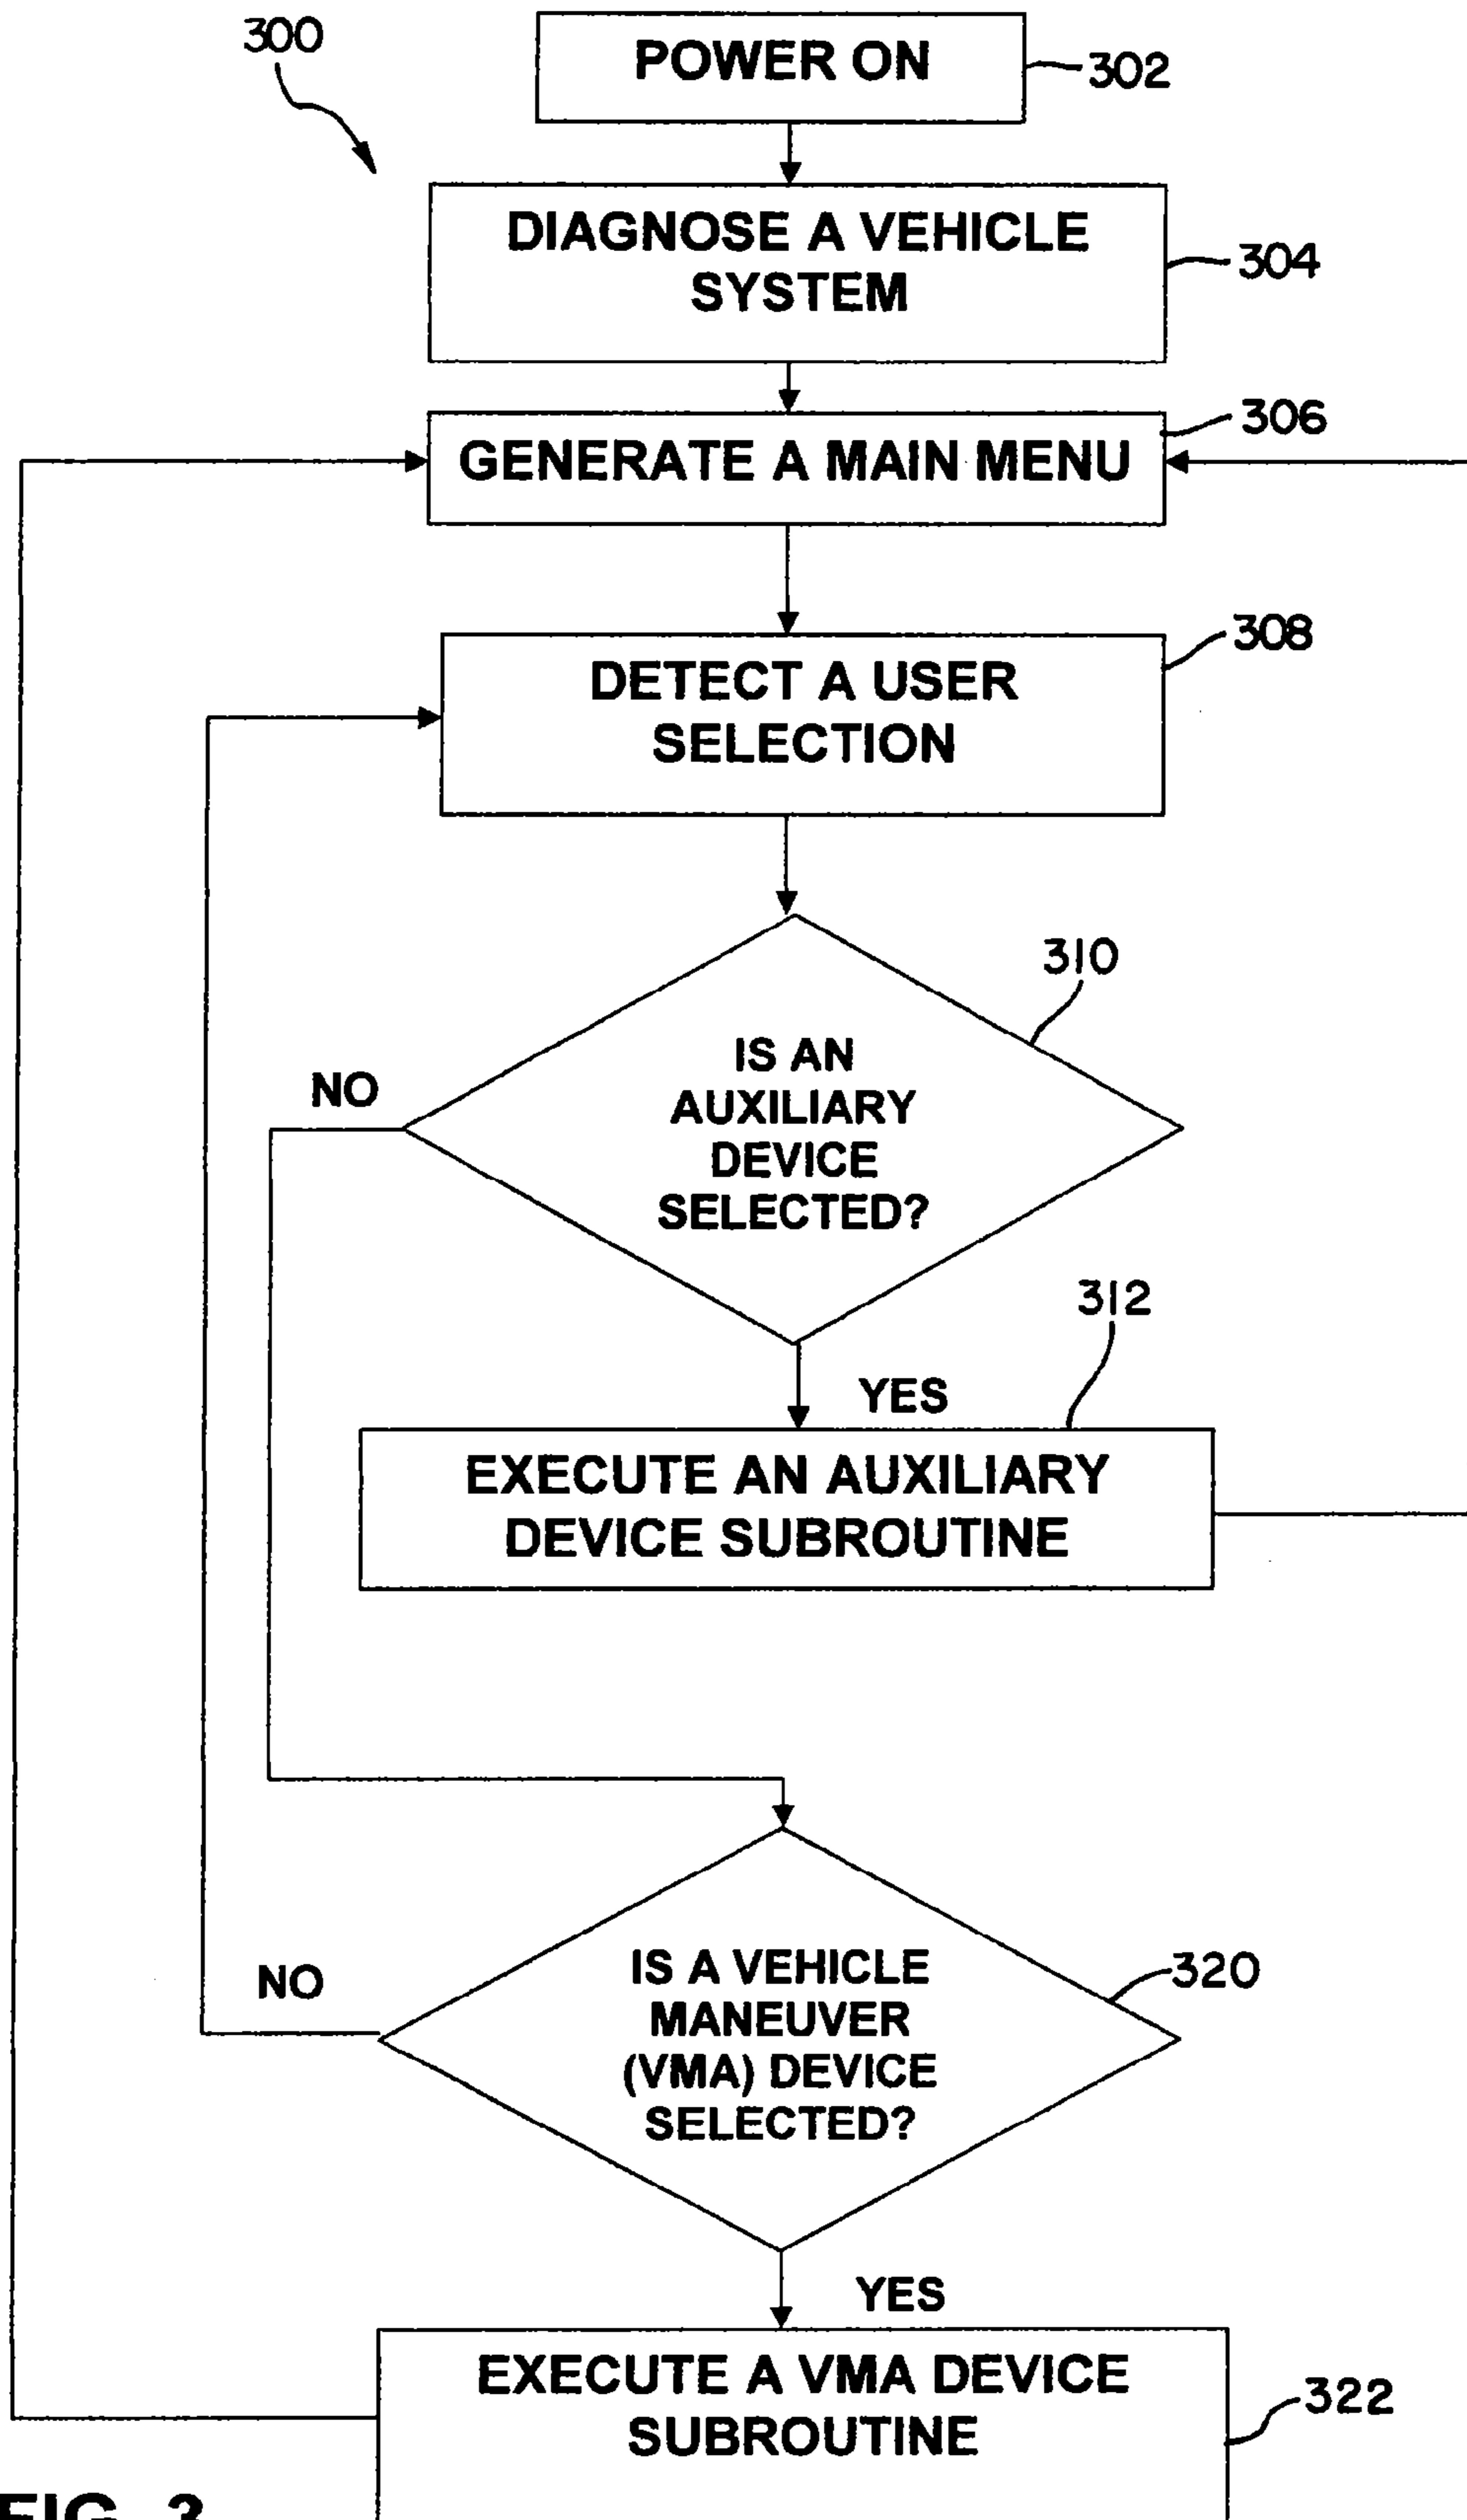 300
POWER ON
302
DIAGNOSE A VEHICLE
SYSTEM
304
306
GENERATE A MAIN MENU
308
DETECT A USER
SELECTION
310
IS AN
AUXILIARY
DEVICE
SELECTED?
NO
312
YES
EXECUTE AN AUXILIARY
DEVICE SUBROUTINE
IS A VEHICLE
MANEUVER
(VMA) DEVICE
SELECTED?
320
NO
YES
EXECUTE A VMA DEVICE
SUBROUTINE
322
FIG. 3